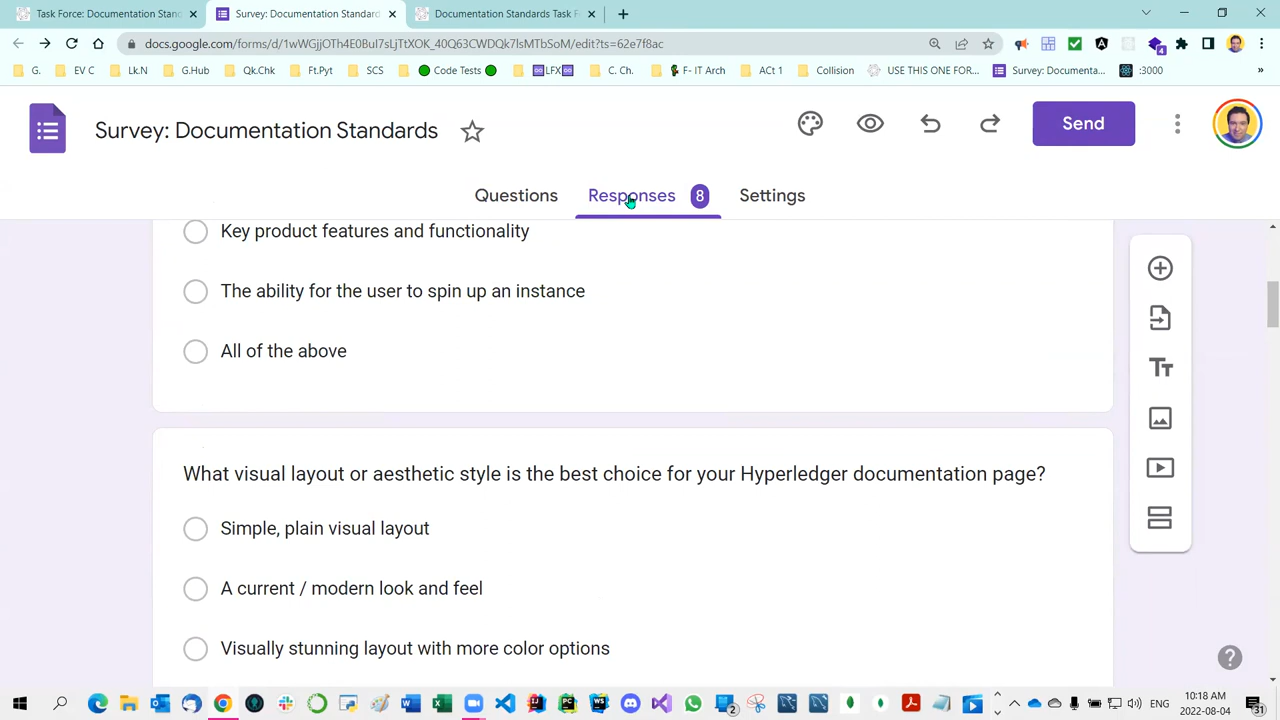 Task Force: Documentation Stand
Survey: Documentation Standard
Documentation Standards Task F
docs.google.com/forms/d/
/edit?ts=62e7f8ac
G.
EV C
Lk.N
G.Hub
Qk.Chk
Ft.Pyt
SCS
Code Tests
LFX
C. Ch.
F- IT Arch
ACt 1
Collision
USE THIS ONE FOR...
Survey: Documenta...
:3000
»
4
Survey: Documentation Standards
Send
Questions
Responses 8
Settings
Key product features and functionality
The ability for the user to spin up an instance
All of the above
Tт
What visual layout or aesthetic style is the best choice for your Hyperledger documentation page?
Simple, plain visual layout
A current / modern look and feel
Visually stunning layout with more color options
10:18 AM
ENG
2022-08-04
31
2